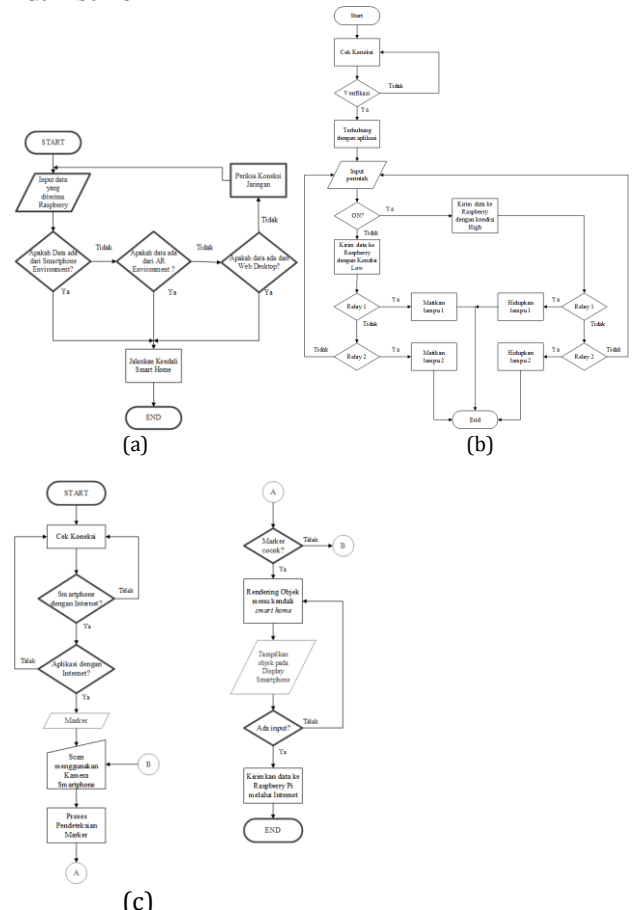 START
Input data
yang
diterima
Raspberry
Periksa Koneksi
Jaringan
Apakah Data ada
dari Smartphone
Environment?
Tidak
Ya
Apakah data ada
dari AR
Environment ?
Tidak
Ya
Apakah data ada dari
Web Desktop?
Tidak
Ya
Jalankan Kendali
Smart Home
END
(a)
Start
Cek Koneksi
Verifikasi
Tidak
Ya
Terhubung
dengan aplikasi
Input
perintah
ON?
Ya
Tidak
Kirim data ke
Raspberry
dengan kondisi
High
Kirim data ke
Raspberry
dengan Kondisi
Low
Relay 1
Ya
Tidak
Matikan
lampu 1
Hidupkan
lampu 1
Ya
Relay 1
Tidak
Relay 2
Tidak
Ya
Matikan
lampu 2
Hidupkan
lampu 2
Ya
Relay 2
Tidak
End
(b)
START
Cek Koneksi
Smartphone
dengan Internet?
Tidak
Ya
Aplikasi dengan
Internet?
Tidak
Ya
Marker
Scan
menggunakan
Kamera
Smartphone
B
Proses
Pendeteksian
Marker
A
A
Marker
cocok?
Tidak
B
Ya
Rendering Objek
menu kendali
smart home
Tampilkan
objek pada
Display
Smartphone
Ada input?
Tidak
Ya
Kirimkan data ke
Raspberry Pi
melalui Internet
END
(c)